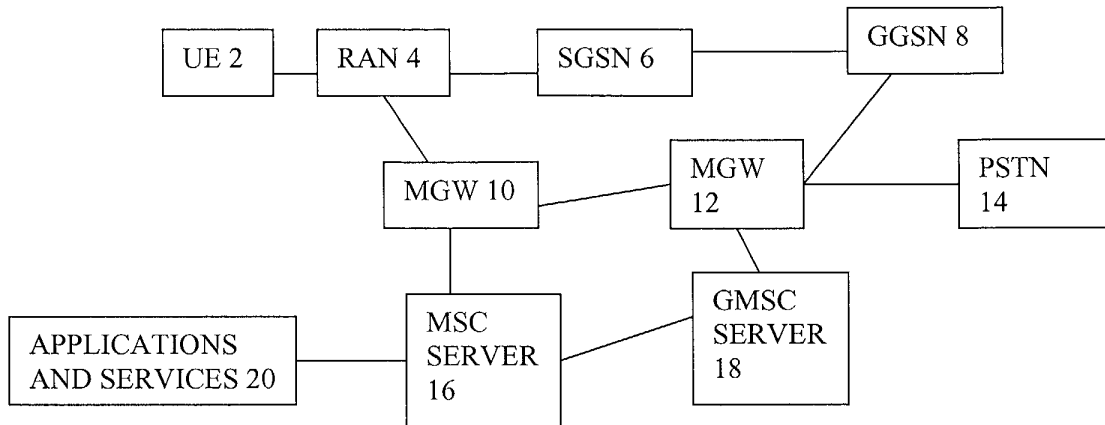 UE 2
RAN 4
SGSN 6
GGSN 8
MGW 10
MGW
12
PSTN
14
APPLICATIONS
AND SERVICES 20
MSC
SERVER
16
GMSC
SERVER
18